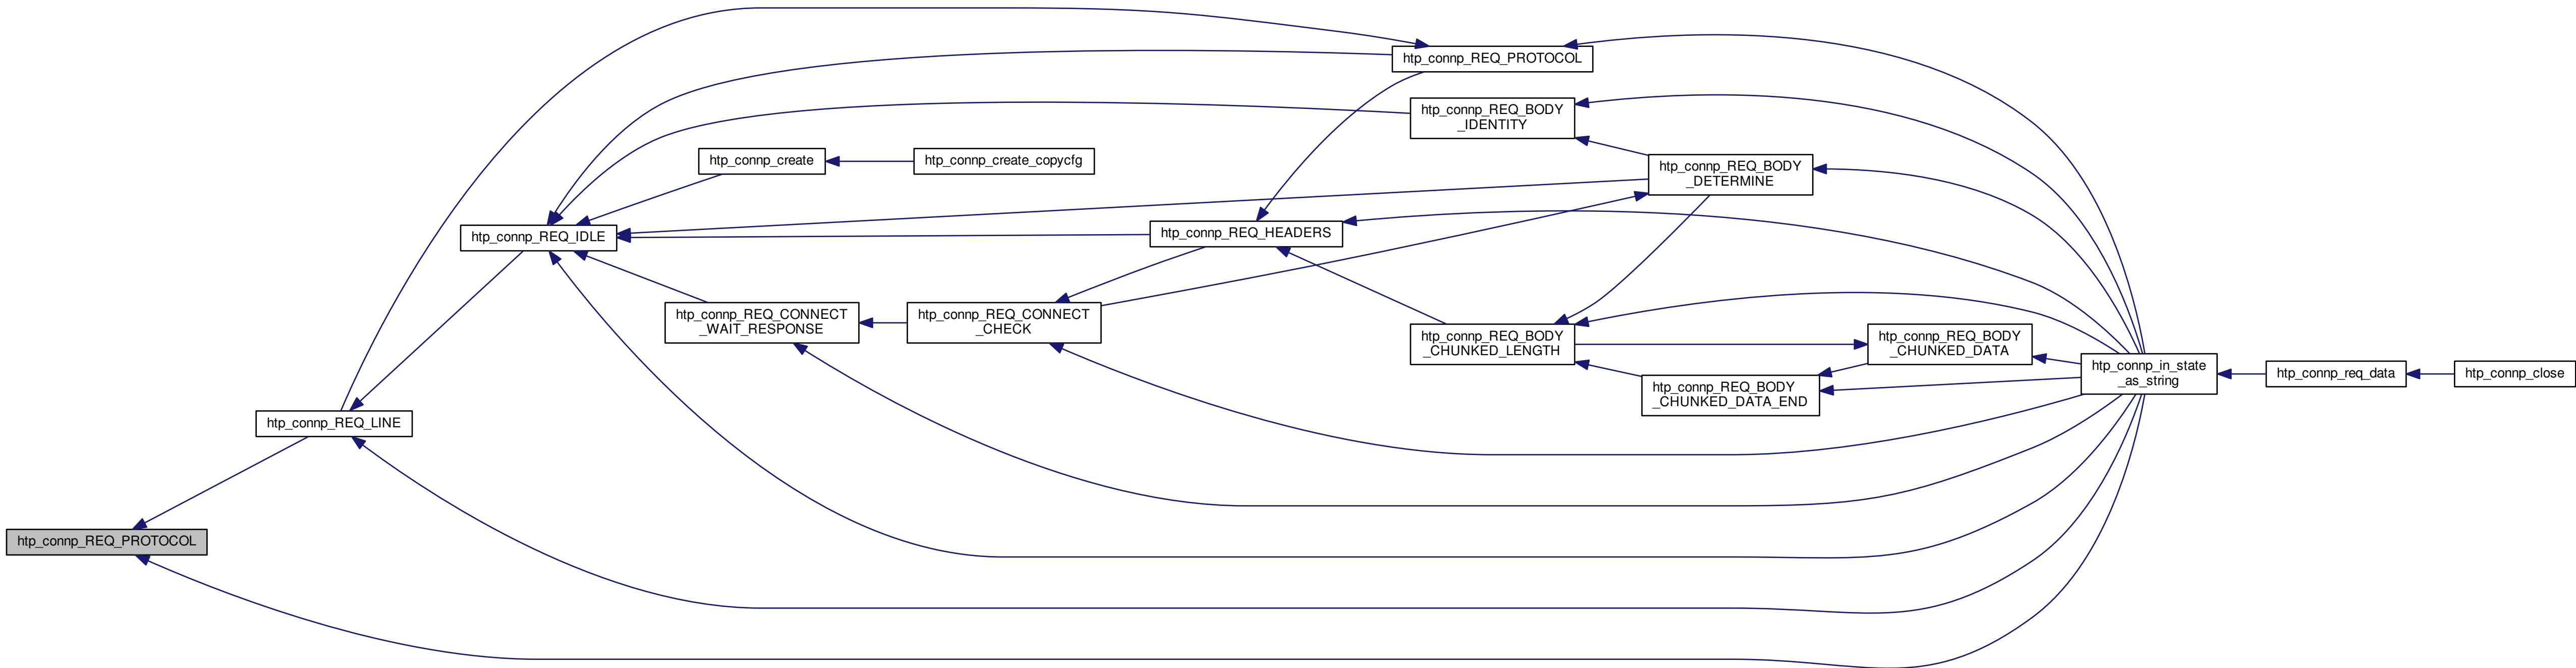 htp_connp_REQ_PROTOCOL
htp_connp_REQ_BODY
_IDENTITY
htp_connp_create
htp_connp_create_copycfg
htp_connp_REQ_BODY
_DETERMINE
htp_connp_REQ_IDLE
htp_connp_REQ_HEADERS
htp_connp_REQ_CONNECT
_WAIT_RESPONSE
htp_connp_REQ_CONNECT
_CHECK
htp_connp_REQ_BODY
_CHUNKED_LENGTH
htp_connp_REQ_BODY
_CHUNKED_DATA
htp_connp_in_state
_as_string
htp_connp_req_data
htp_connp_close
htp_connp_REQ_BODY
_CHUNKED_DATA_END
htp_connp_REQ_LINE
htp_connp_REQ_PROTOCOL